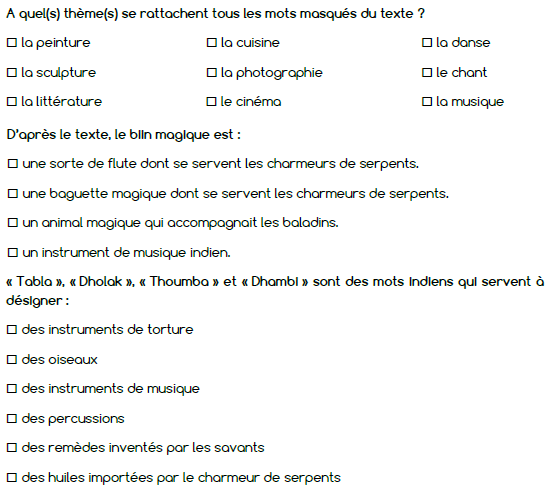 A quel(s) thème(s) se rattachent tous les mots masqués du texte ?
☐ la peinture ☐ la cuisine ☐ la danse
☐ la sculpture ☐ la photographie ☐ le chant
☐ la littérature ☐ le cinéma ☐ la musique
D'après le texte, le biin magique est :
☐ une sorte de flute dont se servent les charmeurs de serpents.
☐ une baguette magique dont se servent les charmeurs de serpents.
☐ un animal magique qui accompagnait les baladins.
☐ un instrument de musique indien.
« Tabla », « Dholak », « Thoumba » et « Dhambi » sont des mots indiens qui servent à
désigner :
☐ des instruments de torture
☐ des oiseaux
☐ des instruments de musique
☐ des percussions
☐ des remèdes inventés par les savants
☐ des huiles importées par le charmeur de serpents